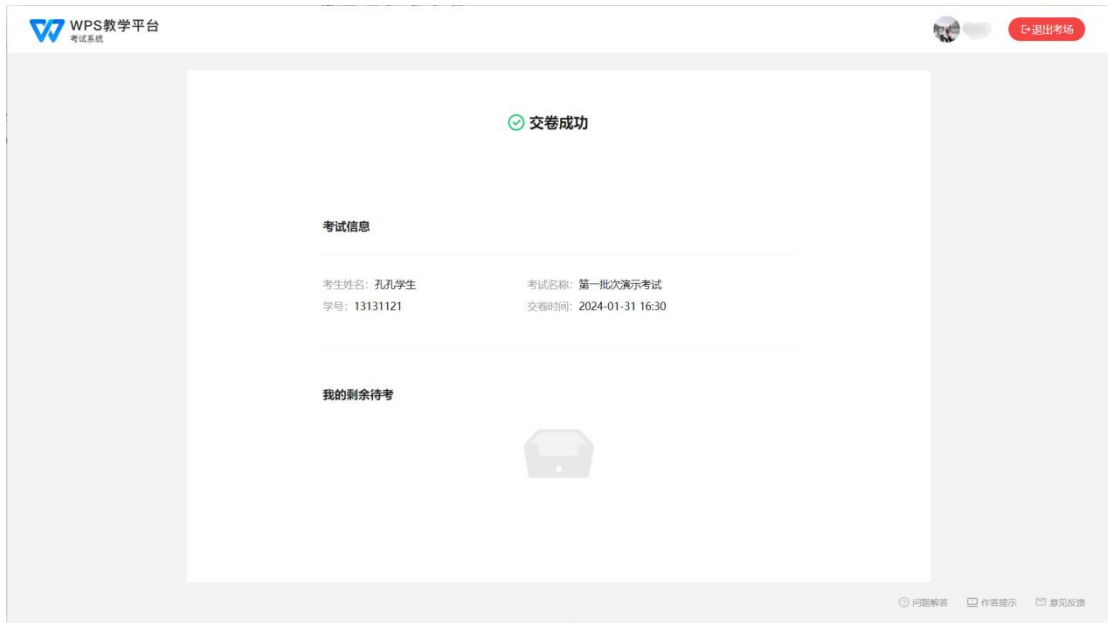 WPS教学平台
考试系统
退出考场
交卷成功
考试信息
考生姓名：孔孔学生
考试名称：第一批次演示考试
学号：13131121
交卷时间：2024-01-31 16:30
我的剩余待考
问题解答 作答提示 意见反馈